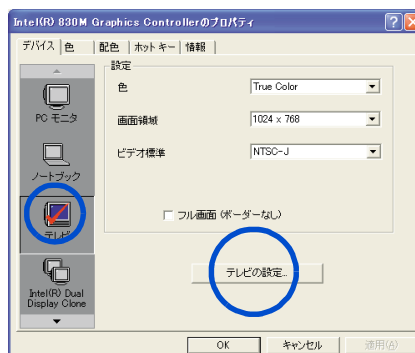 Intel(R) 830M Graphics Controllerのプロパティ
デバイス 色 配色 ホット キー 情報
設定
色 True Color
PC モニタ
画面領域 1024 x 768
ビデオ標準 NTSC-J
ノートブック
フル画面 (ボーダーなし)
テレビ
テレビの設定...
Intel(R) Dual
Display Clone
OK キャンセル 適用(A)